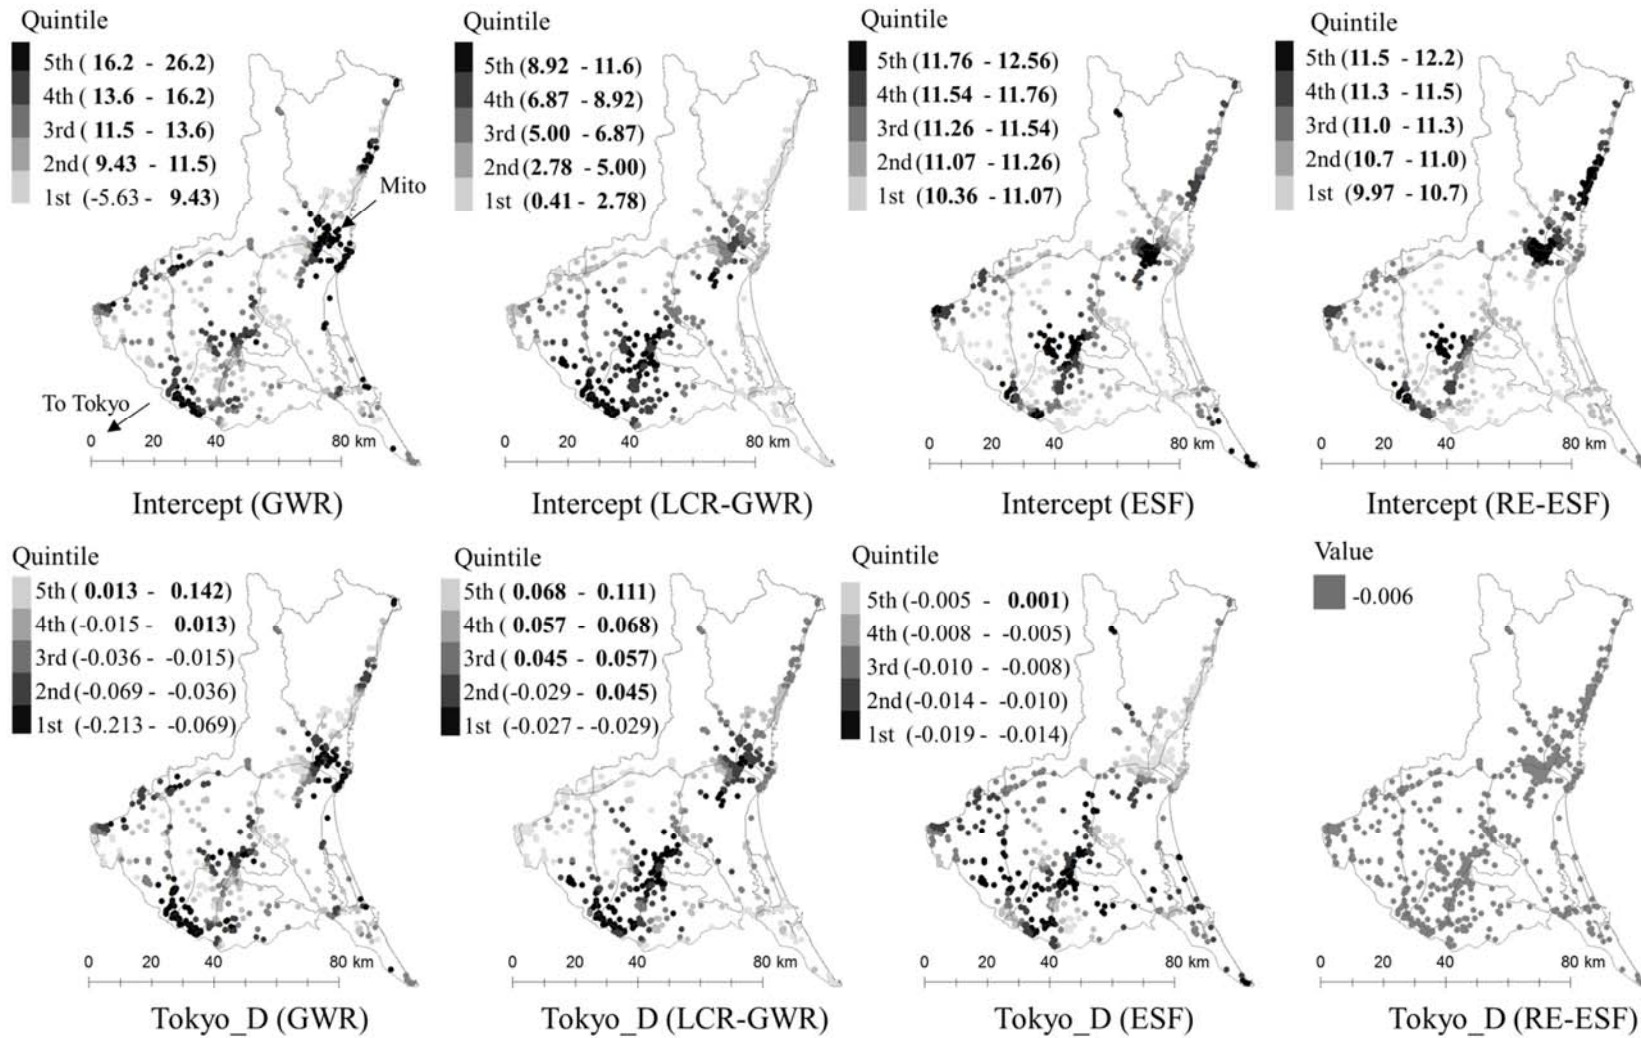 Quintile
5th ( 16.2 - 26.2)
4th ( 13.6 - 16.2)
3rd ( 11.5 - 13.6)
2nd ( 9.43 - 11.5)
1st (-5.63 - 9.43)
Mito
To Tokyo
0 20 40 80 km
Intercept (GWR)
Quintile
5th (8.92 - 11.6)
4th (6.87 - 8.92)
3rd (5.00 - 6.87)
2nd (2.78 - 5.00)
1st (0.41 - 2.78)
0 20 40 80 km
Intercept (LCR-GWR)
Quintile
5th (11.76 - 12.56)
4th (11.54 - 11.76)
3rd (11.26 - 11.54)
2nd (11.07 - 11.26)
1st (10.36 - 11.07)
0 20 40 80 km
Intercept (ESF)
Quintile
5th (11.5 - 12.2)
4th (11.3 - 11.5)
3rd (11.0 - 11.3)
2nd (10.7 - 11.0)
1st (9.97 - 10.7)
0 20 40 80 km
Intercept (RE-ESF)
Quintile
5th ( 0.013 - 0.142)
4th (-0.015 - 0.013)
3rd (-0.036 - -0.015)
2nd (-0.069 - -0.036)
1st (-0.213 - -0.069)
0 20 40 80 km
Tokyo_D (GWR)
Quintile
5th ( 0.068 - 0.111)
4th ( 0.057 - 0.068)
3rd ( 0.045 - 0.057)
2nd (-0.029 - 0.045)
1st (-0.027 - -0.029)
0 20 40 80 km
Tokyo_D (LCR-GWR)
Quintile
5th (-0.005 - 0.001)
4th (-0.008 - -0.005)
3rd (-0.010 - -0.008)
2nd (-0.014 - -0.010)
1st (-0.019 - -0.014)
0 20 40 80 km
Tokyo_D (ESF)
Value
-0.006
0 20 40 80 km
Tokyo_D (RE-ESF)